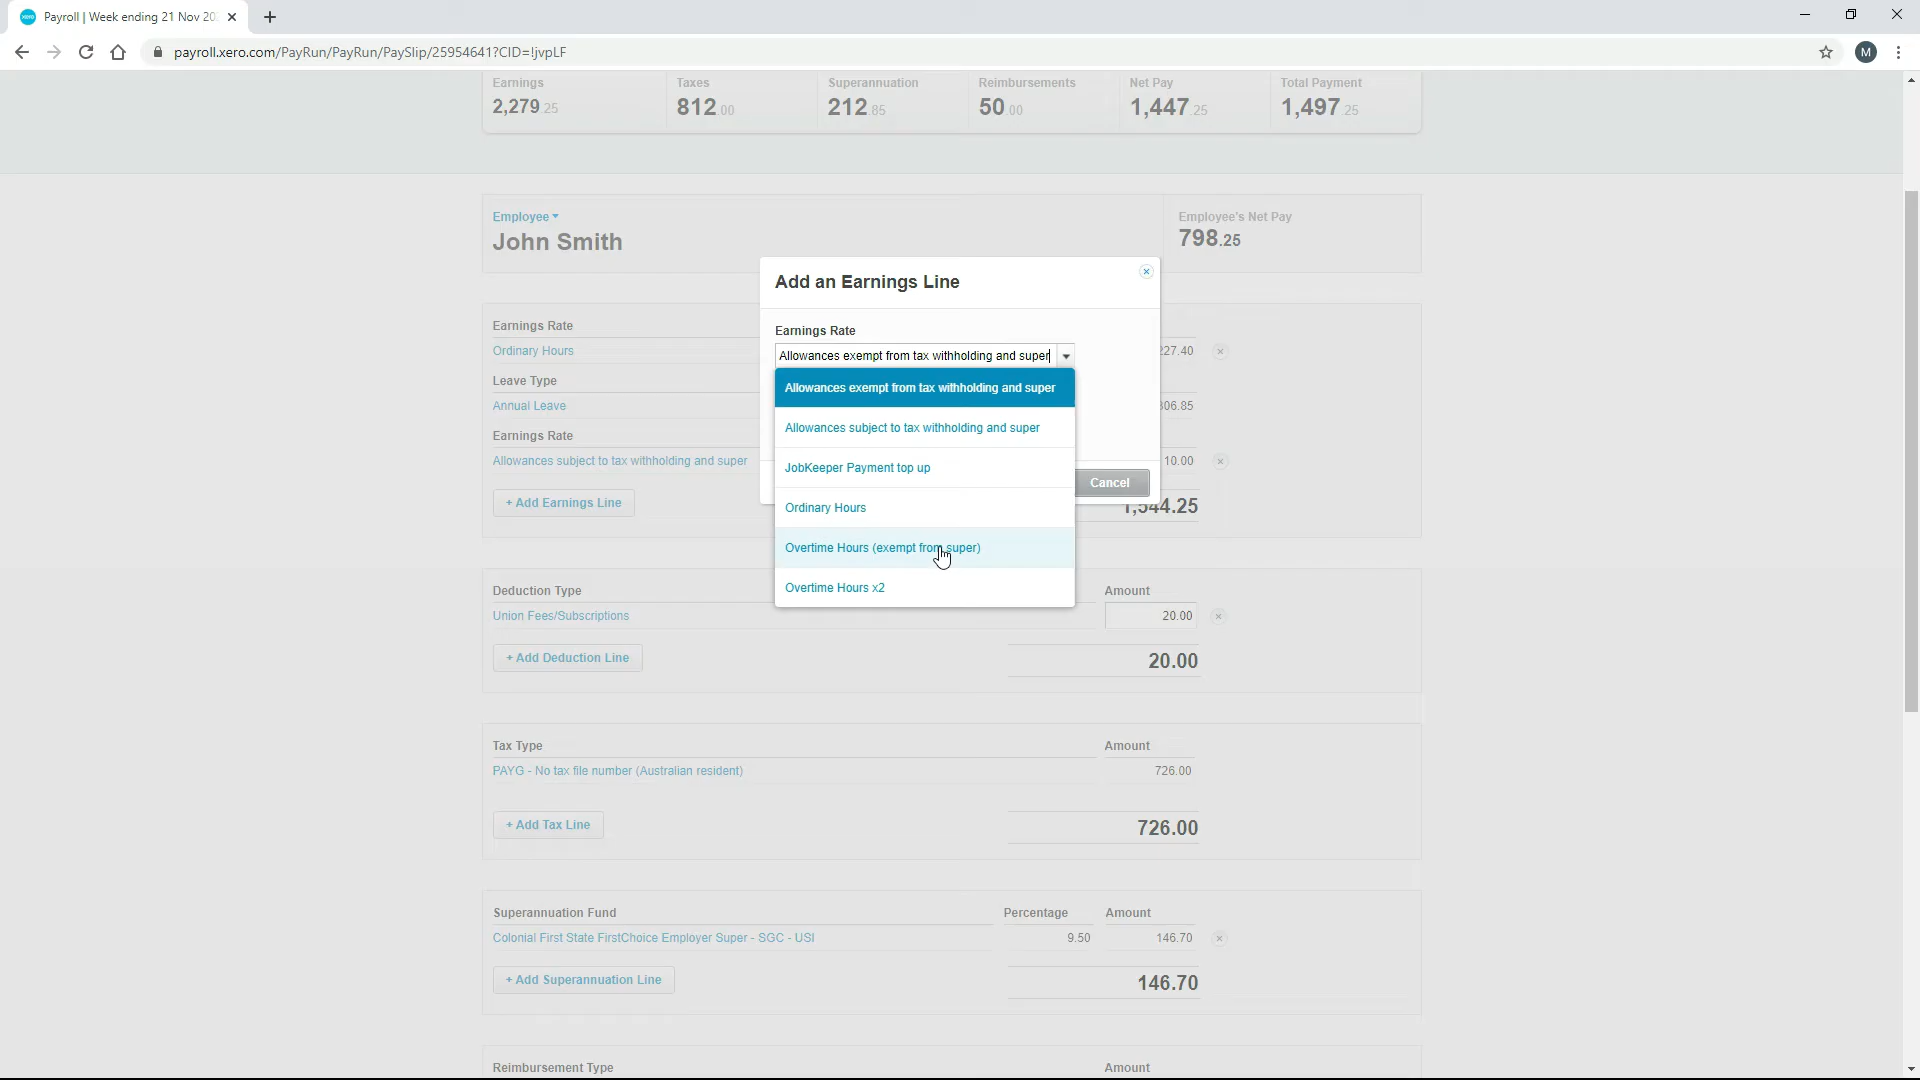 Payroll | Week ending 21 Nov 20
payroll.xero.com/PayRun/PayRun/PaySlip/25954641?CID=!jvpLF
M
Earnings Taxes Superannuation Reimbursements Net Pay Total Payment
2,279.25 812.00 212.85 50.00 1,447.25 1,497.25
Employee
John Smith
Employee's Net Pay
798.25
Add an Earnings Line
Earnings Rate
Allowances exempt from tax withholding and super
Allowances exempt from tax withholding and super
Allowances subject to tax withholding and super
JobKeeper Payment top up
Ordinary Hours
Overtime Hours (exempt from super)
Overtime Hours x2
Cancel
Earnings Rate
Ordinary Hours 27.40
Leave Type
Annual Leave 06.85
Earnings Rate
Allowances subject to tax withholding and super 10.00
+ Add Earnings Line 1,544.25
Deduction Type Amount
Union Fees/Subscriptions 20.00
+ Add Deduction Line 20.00
Tax Type Amount
PAYG - No tax file number (Australian resident) 726.00
+ Add Tax Line 726.00
Superannuation Fund Percentage Amount
Colonial First State FirstChoice Employer Super - SGC - USI 9.50 146.70
+ Add Superannuation Line 146.70
Reimbursement Type Amount